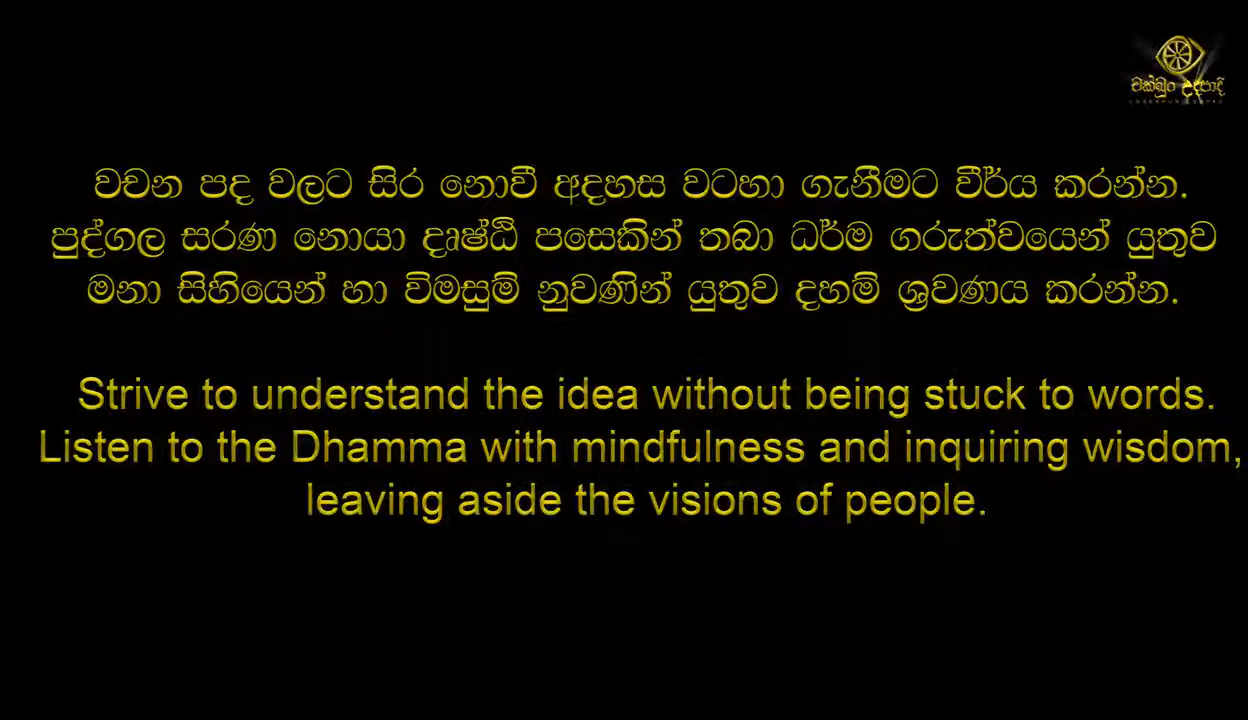 චක්ඛුං උදපාදි
වචන පද වලට සිර නොවී අදහස වටහා ගැනීමට වීර්ය කරන්න.
පුද්ගල සරණ නොයා දෘෂ්ඨි පසෙකින් තබා ධර්ම ගරුත්වයෙන් යුතුව
මනා සිහියෙන් හා විමසුම් නුවණින් යුතුව දහම් ශ්‍රවණය කරන්න.
Strive to understand the idea without being stuck to words.
Listen to the Dhamma with mindfulness and inquiring wisdom,
leaving aside the visions of people.